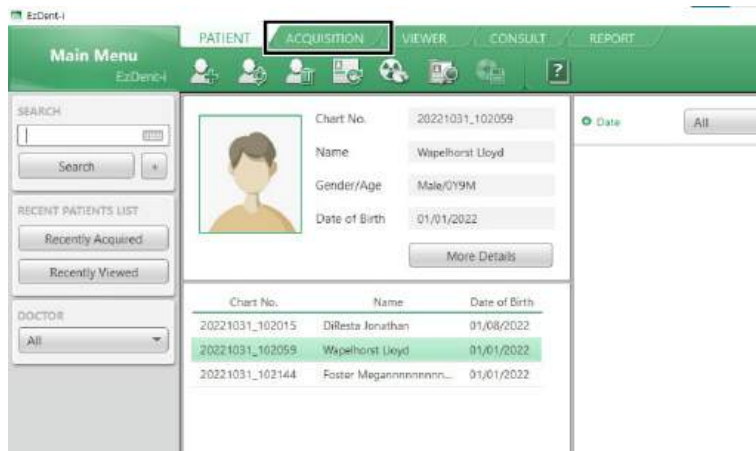 EzDent-i
PATIENT ACQUISITION VIEWER CONSULT REPORT
Main Menu
EzDent-i
?
SEARCH
Search +
RECENT PATIENTS LIST
Recently Acquired
Recently Viewed
DOCTOR
All
Chart No. 20221031_102059
Name Wapelhorst Lloyd
Gender/Age Male/0Y9M
Date of Birth 01/01/2022
More Details
Chart No. Name Date of Birth
20221031_102015 DiResta Jonathan 01/08/2022
20221031_102059 Wapelhorst Lloyd 01/01/2022
20221031_102144 Foster Megannnnnnnnn... 01/01/2022
Date All